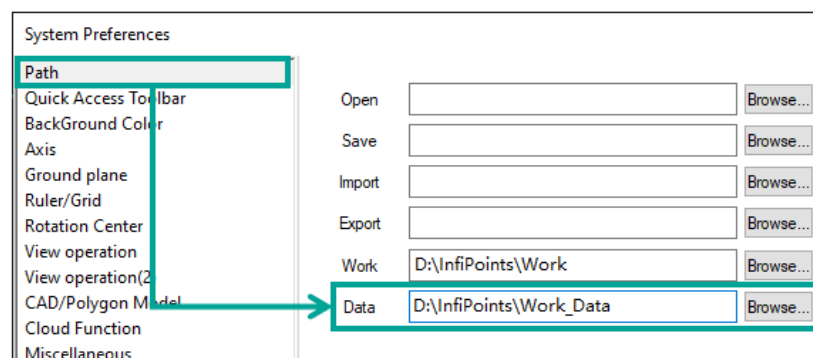 System Preferences
Path
Quick Access Toolbar
BackGround Color
Axis
Ground plane
Ruler/Grid
Rotation Center
View operation
View operation(2)
CAD/Polygon Model
Cloud Function
Miscellaneous
Open Browse...
Save Browse...
Import Browse...
Export Browse...
Work D:\InfiPoints\Work Browse...
Data D:\InfiPoints\Work_Data Browse...